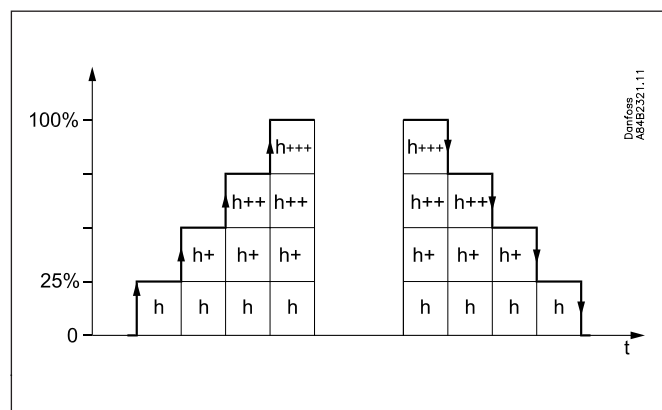 100%
h+++ h+++
h++ h++ h++ h++
h+ h+ h+ h+ h+ h+
25%
h h h h h h h h
0
t
Danfoss
A84B2321.11